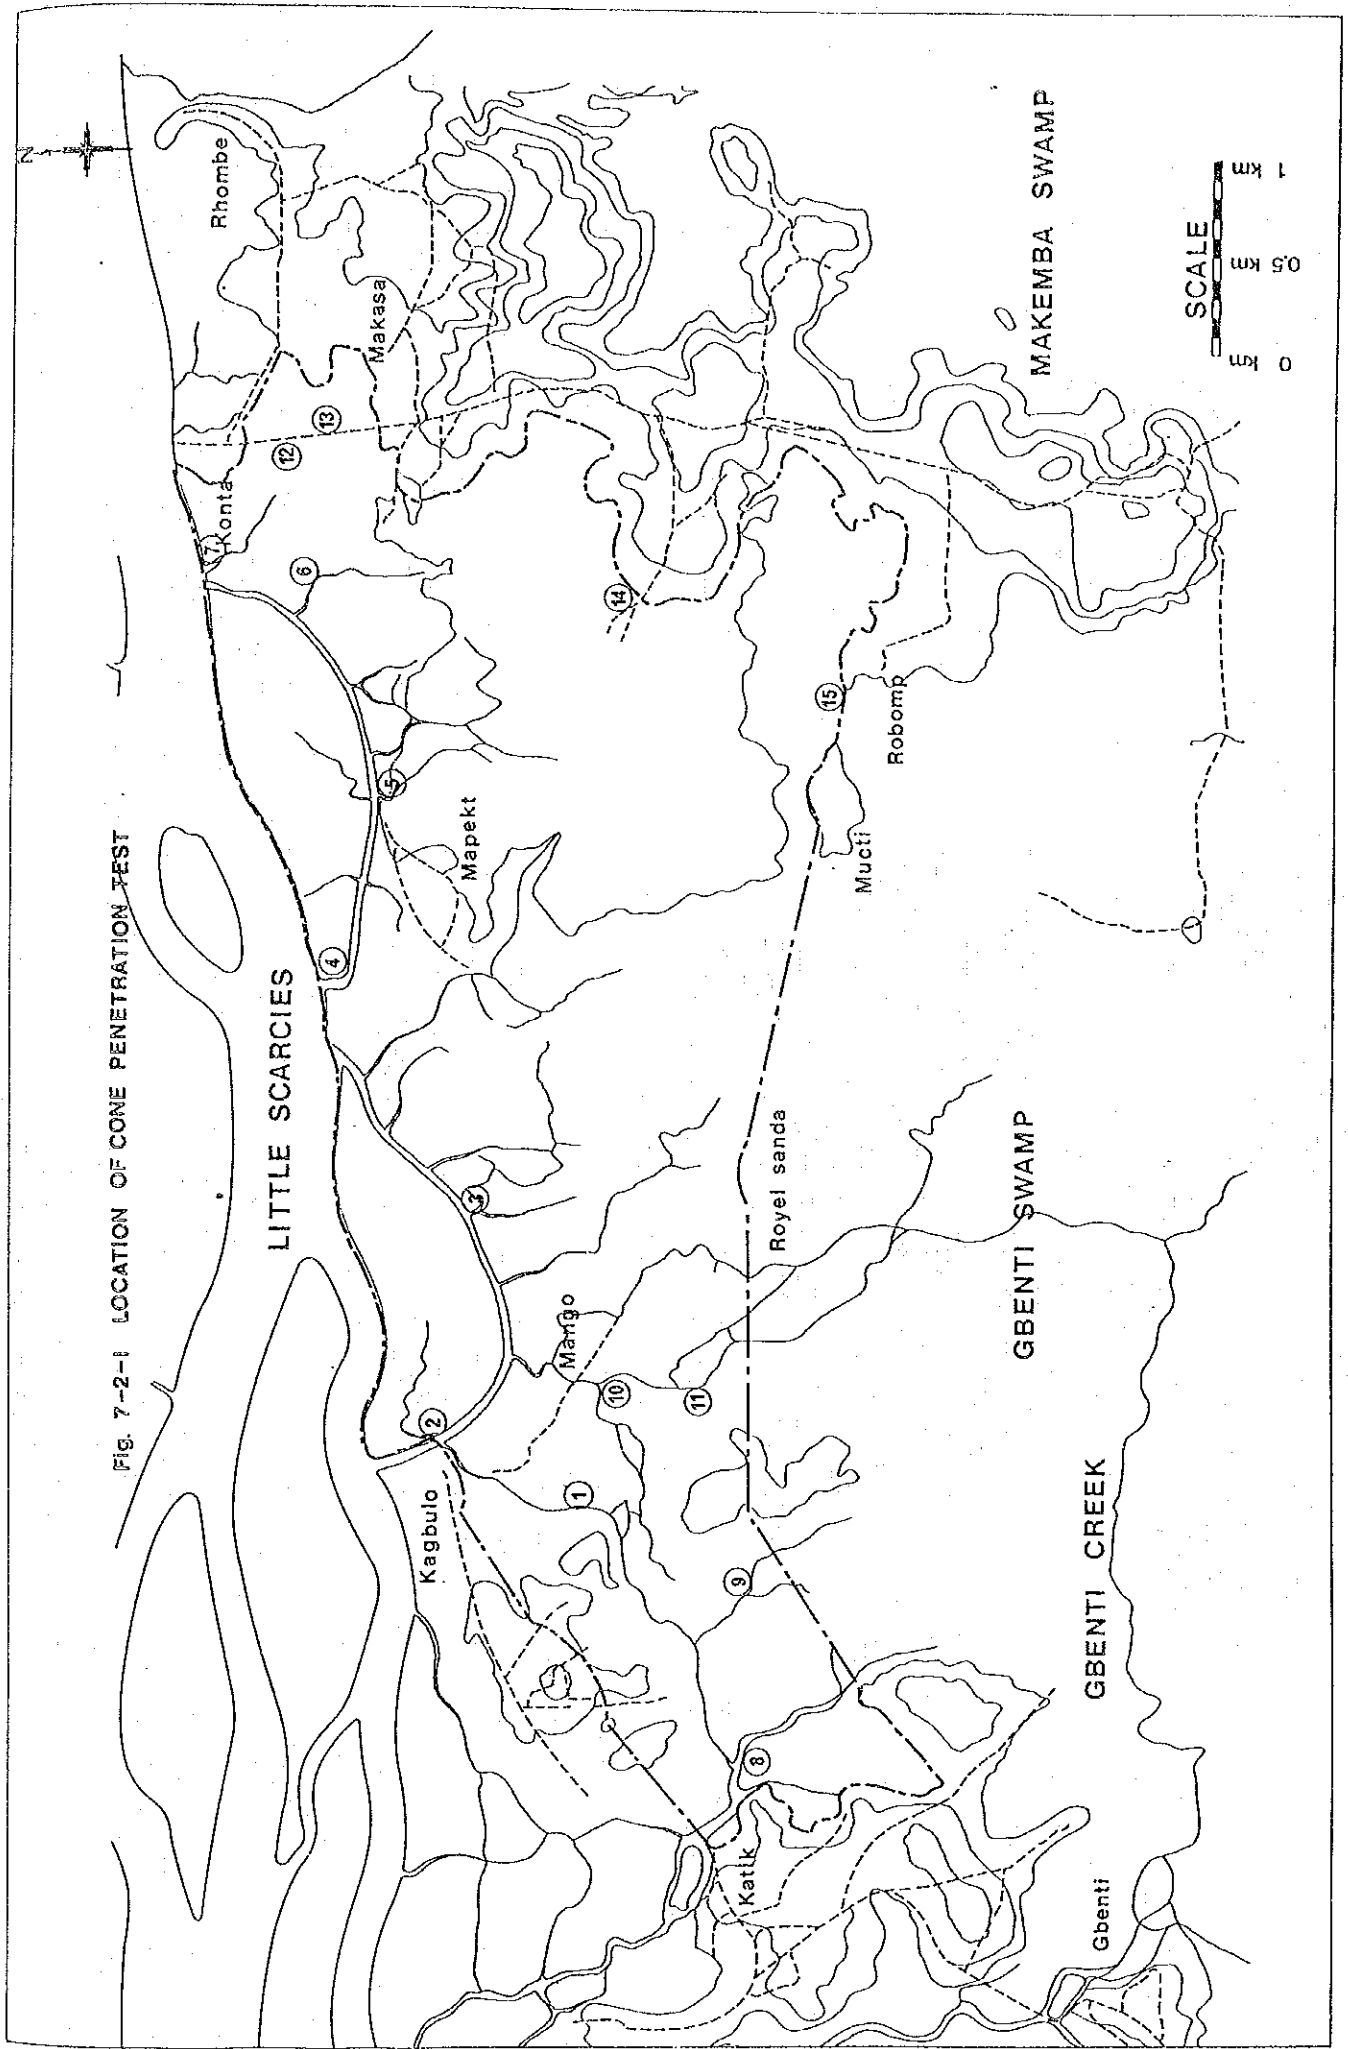 Fig. 7-2-1 LOCATION OF CONE PENETRATION TEST
N
LITTLE SCARCIES
Rhombe
Makasa
Konta
Mapekt
Mango
Kagbulo
Robomp
Mucti
Royel sanda
Katik
Gbenti
MAKEMBA SWAMP
GBENTI SWAMP
GBENTI CREEK
1
2
3
4
5
6
7
8
9
10
11
12
13
14
15
SCALE
0 km
0.5 km
1 km